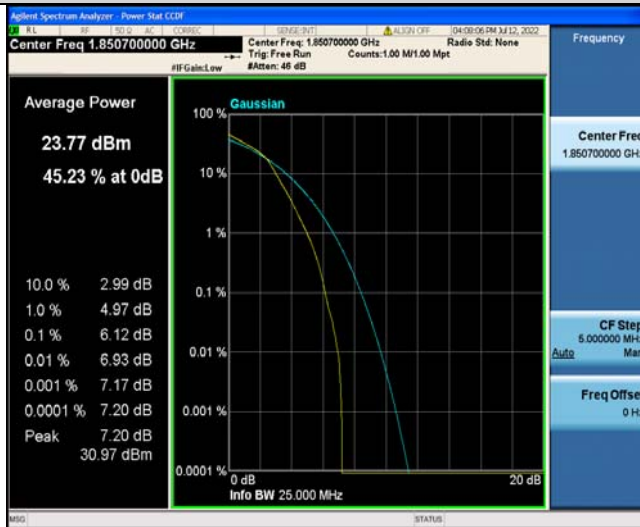 Agilent Spectrum Analyzer - Power Stat CCDF
RL RF 50 Ω AC CORREC SENSE:INT ALIGN OFF 04:08:06 PM Jul 12, 2022
Center Freq 1.850700000 GHz
Center Freq: 1.850700000 GHz
Radio Std: None
Trig: Free Run Counts:1.00 M/1.00 Mpt
#IFGain:Low #Atten: 46 dB
Frequency
Average Power
23.77 dBm
45.23 % at 0dB
10.0 % 2.99 dB
1.0 % 4.97 dB
0.1 % 6.12 dB
0.01 % 6.93 dB
0.001 % 7.17 dB
0.0001 % 7.20 dB
Peak 7.20 dB
30.97 dBm
Gaussian
100 %
10 %
1 %
0.1 %
0.01 %
0.001 %
0.0001 %
0 dB 20 dB
Info BW 25.000 MHz
Center Freq
1.850700000 GHz
CF Step
5.000000 MHz
Auto Man
Freq Offse
0 H
MSG STATUS